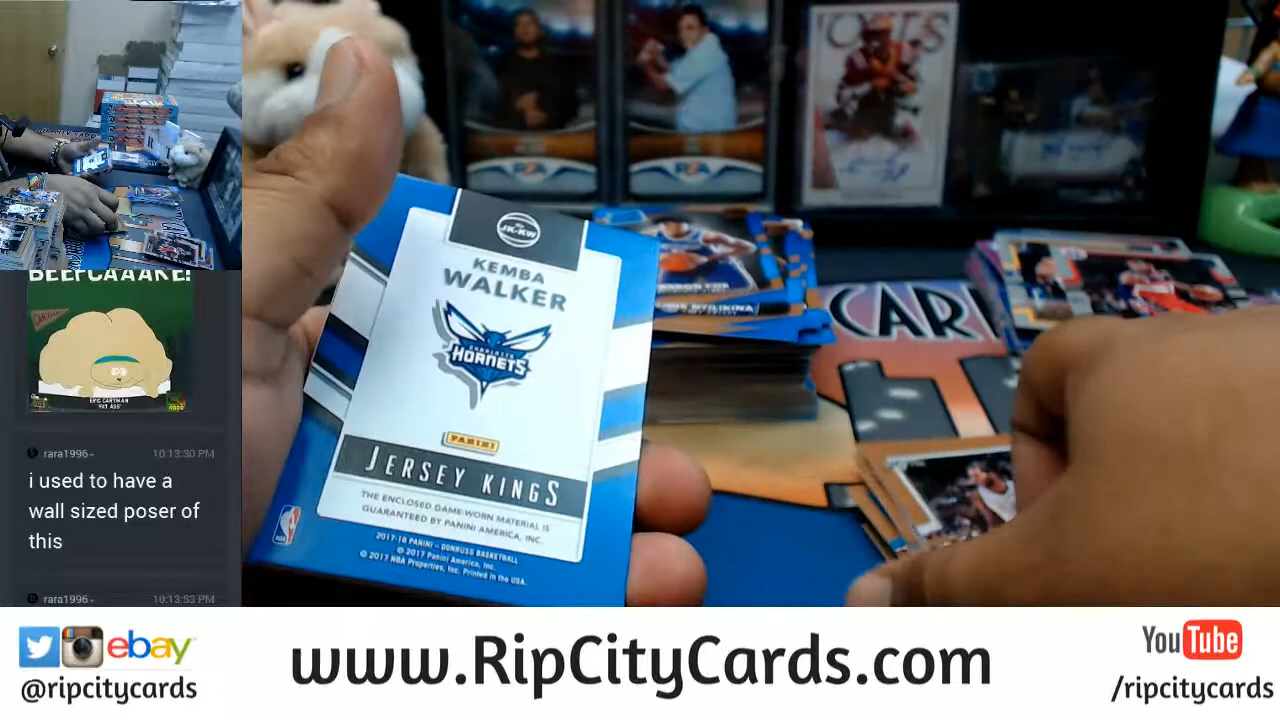 BEEFCAAAKE!
ERIC CARTMAN
rara1996-
10:13:30 PM
i used to have a
wall sized poser of
this
rara1996-
10:13:53 PM
JK-KW
KEMBA
WALKER
CHARLOTTE
HORNETS
PANINI
JERSEY KINGS
THE ENCLOSED GAME-WORN MATERIAL IS
GUARANTEED BY PANINI AMERICA, INC.
2017-18 PANINI – DONRUSS BASKETBALL
© 2017 Panini America, Inc.
© 2017 NBA Properties, Inc. Printed in the USA.
NTILIKINA
CAR
ebay
@ripcitycards
www.RipCityCards.com
YouTube
/ripcitycards